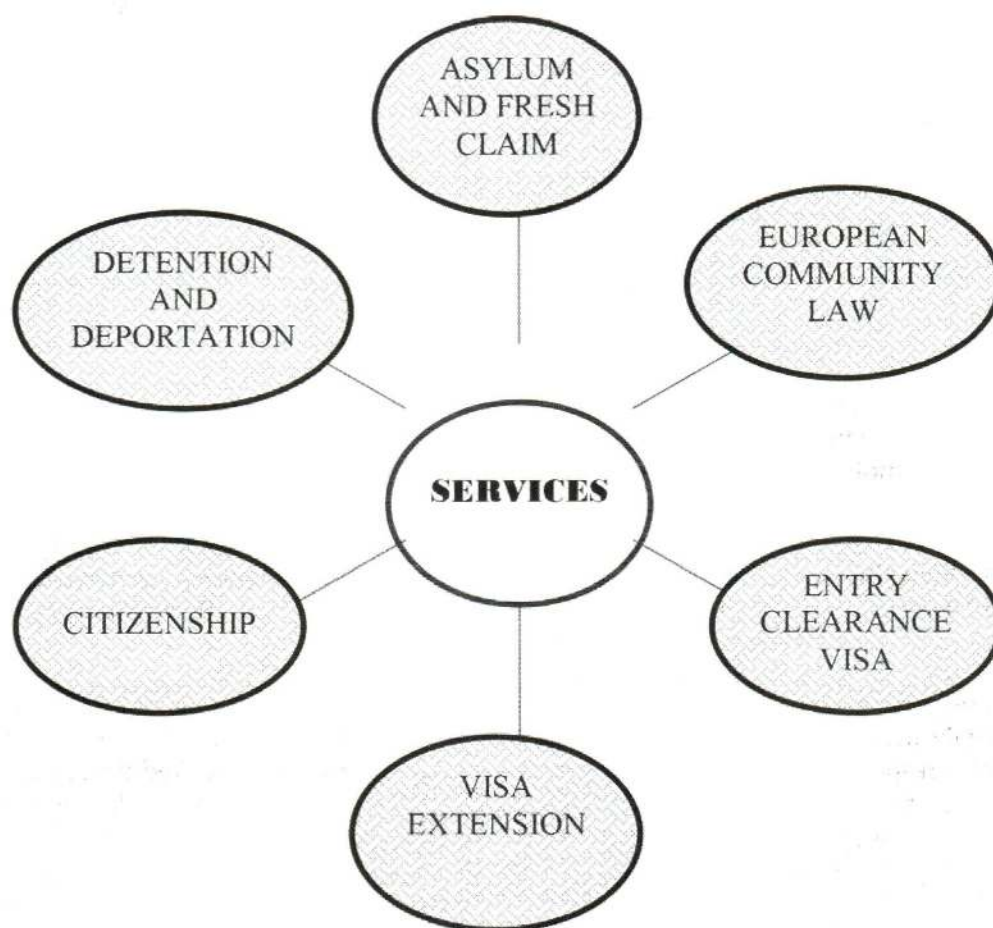 ASYLUM
AND FRESH
CLAIM
EUROPEAN
COMMUNITY
LAW
DETENTION
AND
DEPORTATION
SERVICES
CITIZENSHIP
ENTRY
CLEARANCE
VISA
VISA
EXTENSION